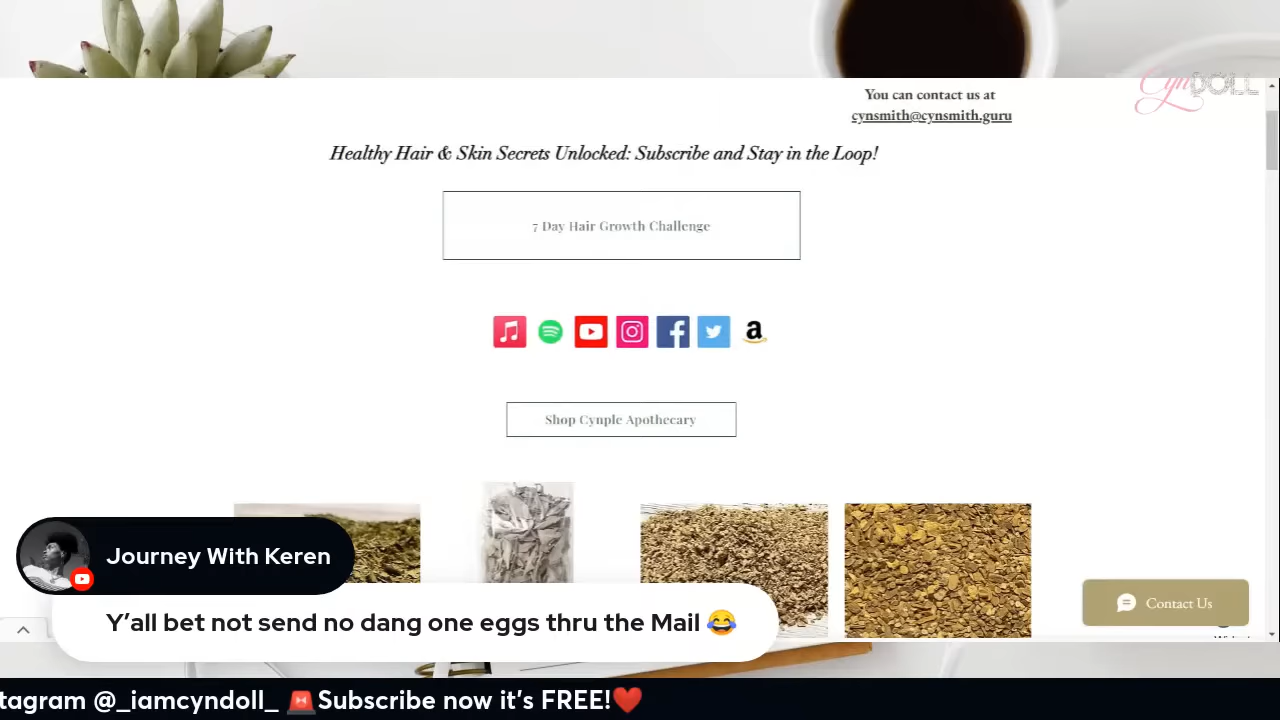 You can contact us at
cynsmith@cynsmith.guru
CynDOLL
Healthy Hair & Skin Secrets Unlocked: Subscribe and Stay in the Loop!
7 Day Hair Growth Challenge
Shop Cynple Apothecary
Journey With Keren
Y’all bet not send no dang one eggs thru the Mail 😂
Contact Us
tagram @_iamcyndoll_ 🚨Subscribe now it’s FREE!❤️